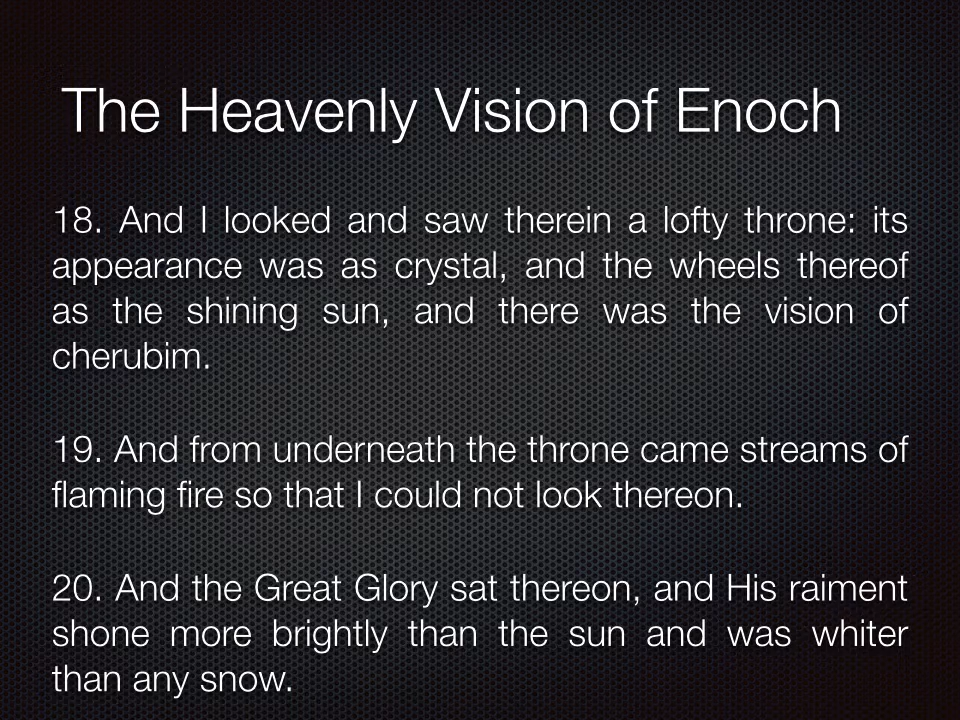 The Heavenly Vision of Enoch
18. And I looked and saw therein a lofty throne: its
appearance was as crystal, and the wheels thereof
as the shining sun, and there was the vision of
cherubim.
19. And from underneath the throne came streams of
flaming fire so that I could not look thereon.
20. And the Great Glory sat thereon, and His raiment
shone more brightly than the sun and was whiter
than any snow.